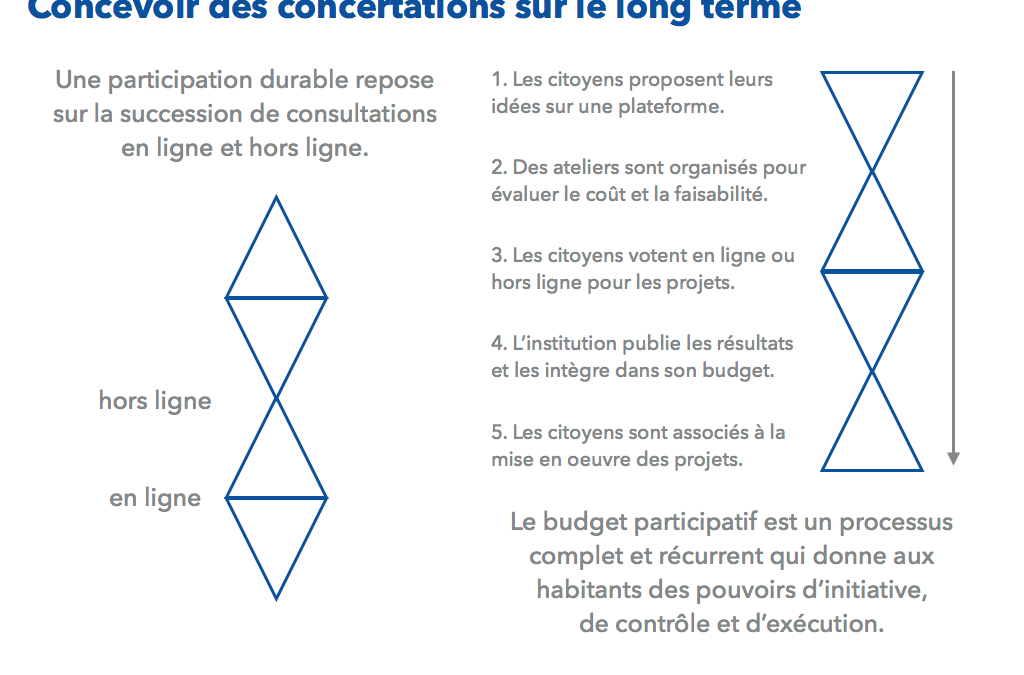 Concevoir des concertations sur le long terme
Une participation durable repose
sur la succession de consultations
en ligne et hors ligne.
hors ligne
en ligne
1. Les citoyens proposent leurs
idées sur une plateforme.
2. Des ateliers sont organisés pour
évaluer le coût et la faisabilité.
3. Les citoyens votent en ligne ou
hors ligne pour les projets.
4. L’institution publie les résultats
et les intègre dans son budget.
5. Les citoyens sont associés à la
mise en oeuvre des projets.
Le budget participatif est un processus
complet et récurrent qui donne aux
habitants des pouvoirs d’initiative,
de contrôle et d’exécution.